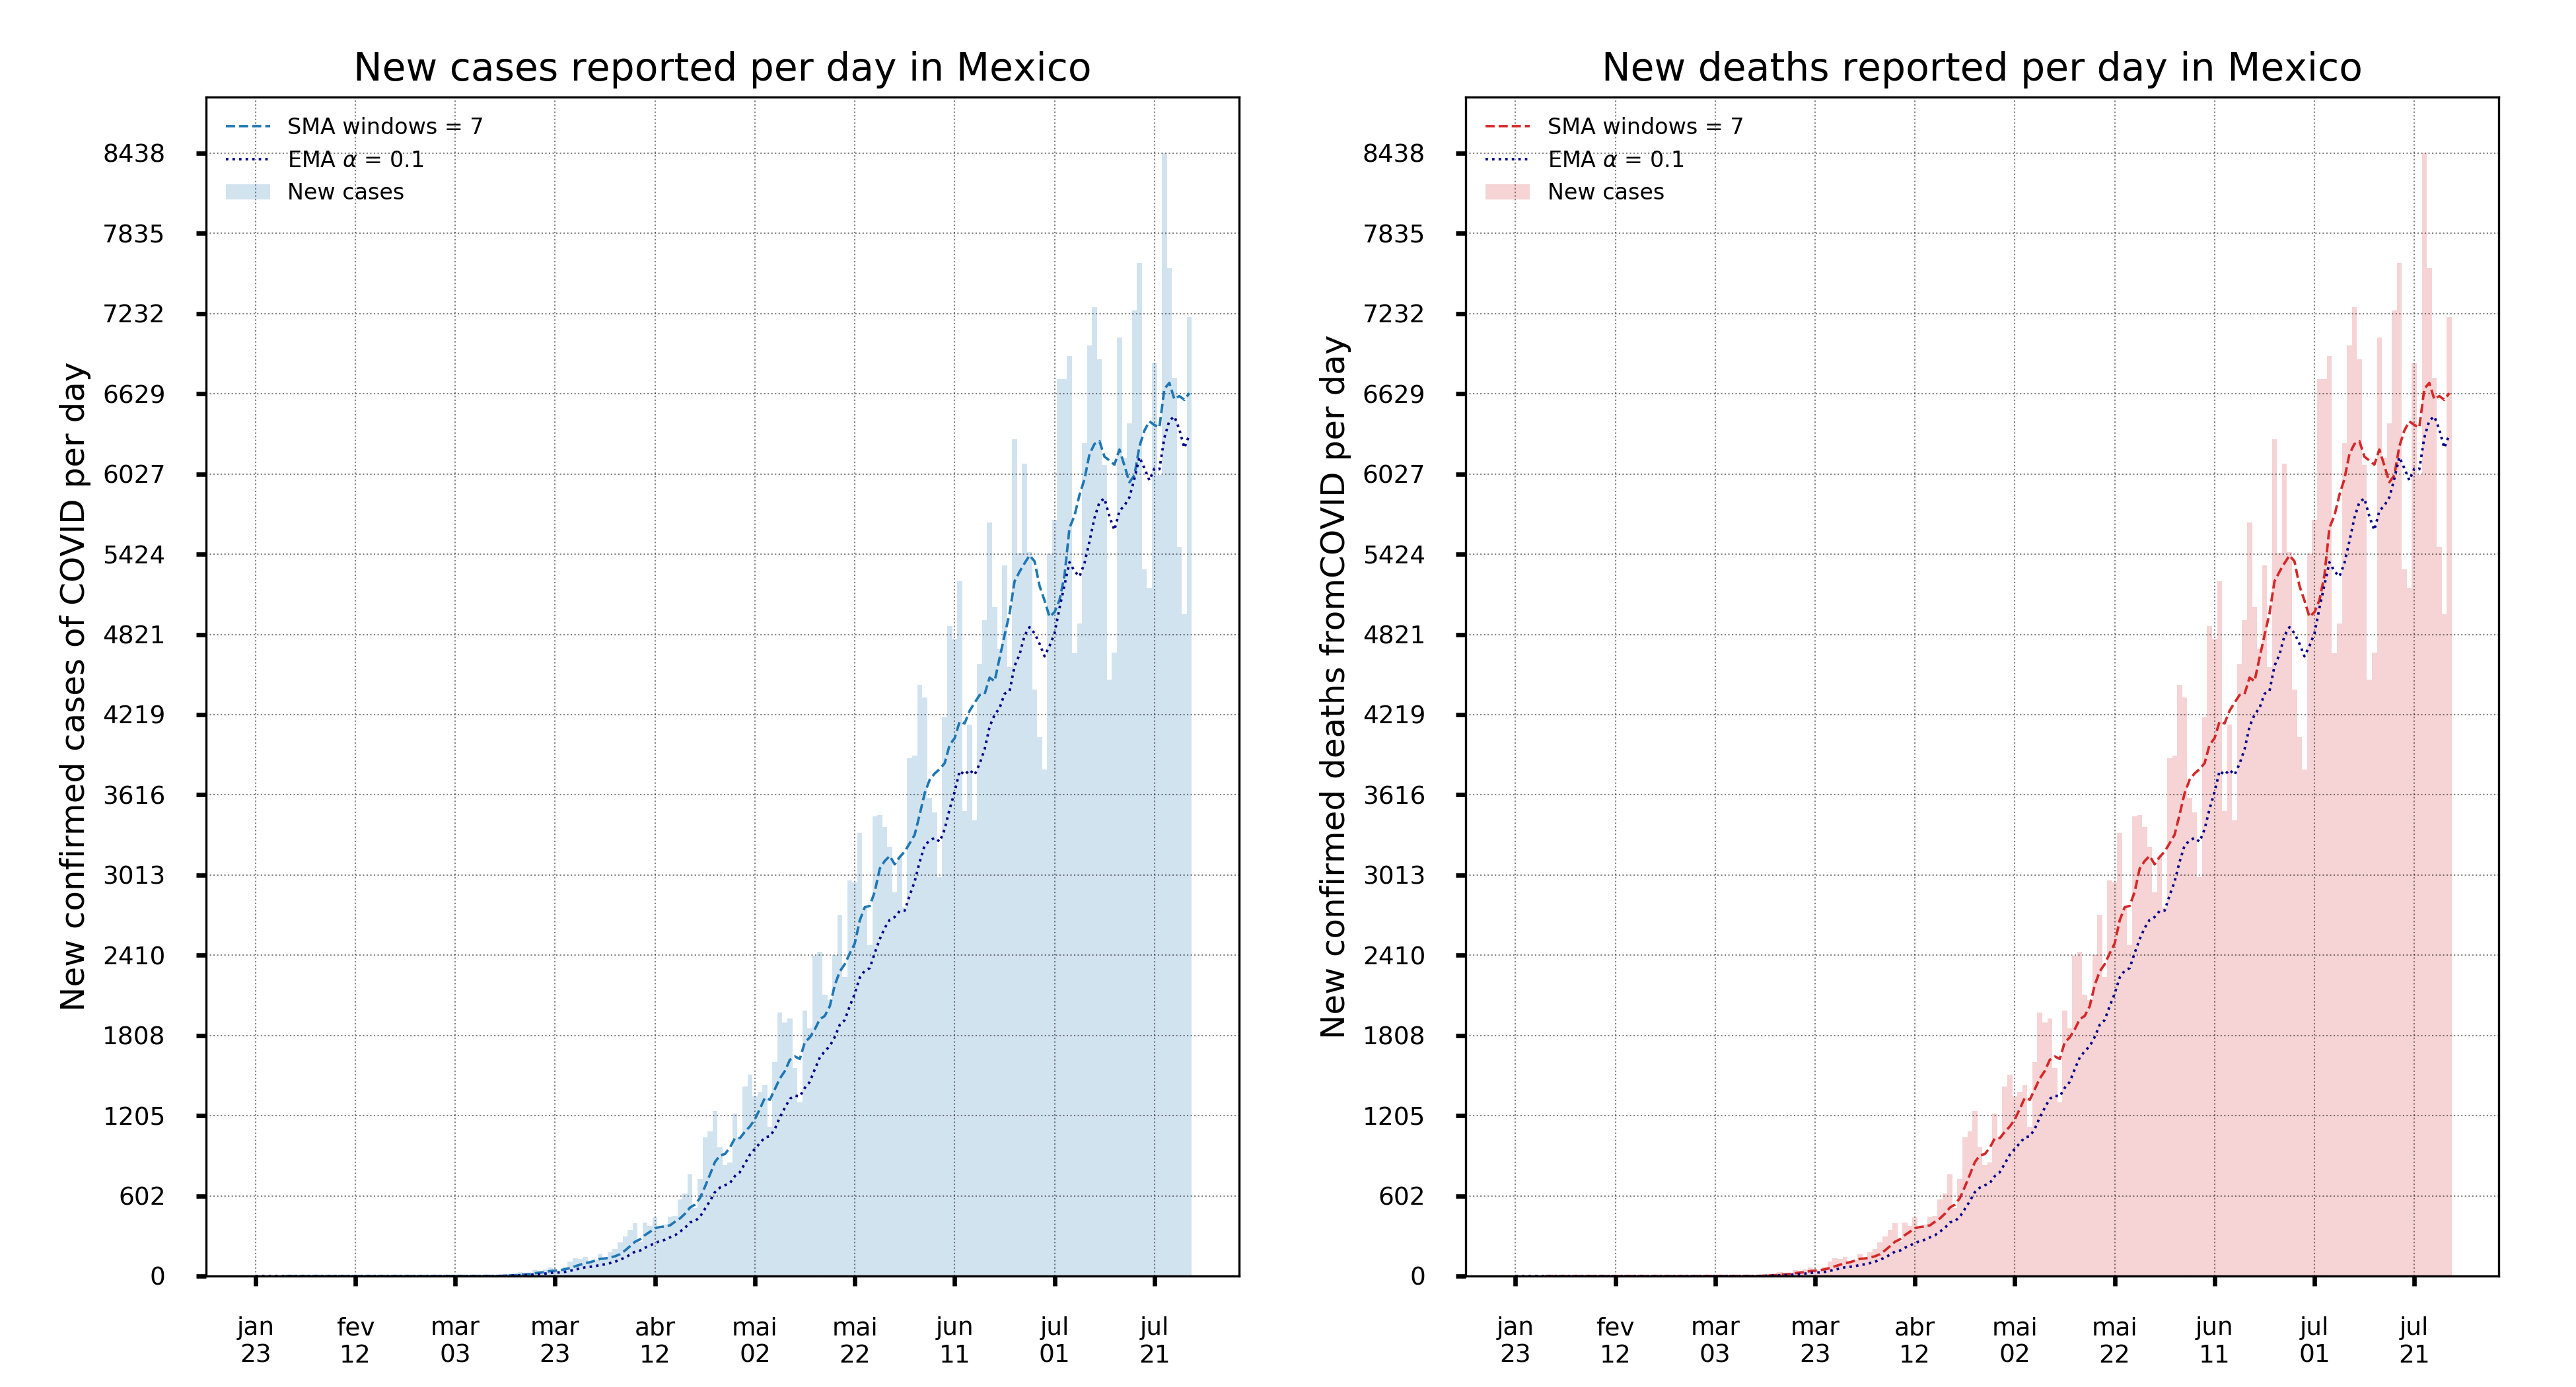 New cases reported per day in Mexico
SMA windows = 7
EMA α = 0.1
New cases
New confirmed cases of COVID per day
8438
7835
7232
6629
6027
5424
4821
4219
3616
3013
2410
1808
1205
602
0
jan 23
fev 12
mar 03
mar 23
abr 12
mai 02
mai 22
jun 11
jul 01
jul 21
New deaths reported per day in Mexico
SMA windows = 7
EMA α = 0.1
New cases
New confirmed deaths fromCOVID per day
8438
7835
7232
6629
6027
5424
4821
4219
3616
3013
2410
1808
1205
602
0
jan 23
fev 12
mar 03
mar 23
abr 12
mai 02
mai 22
jun 11
jul 01
jul 21